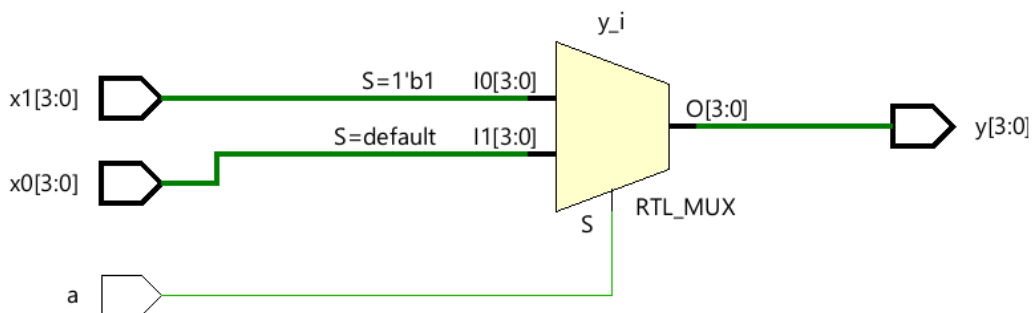 y_i
x1[3:0]
S=1'b1
I0[3:0]
O[3:0]
y[3:0]
x0[3:0]
S=default
I1[3:0]
S
RTL_MUX
a